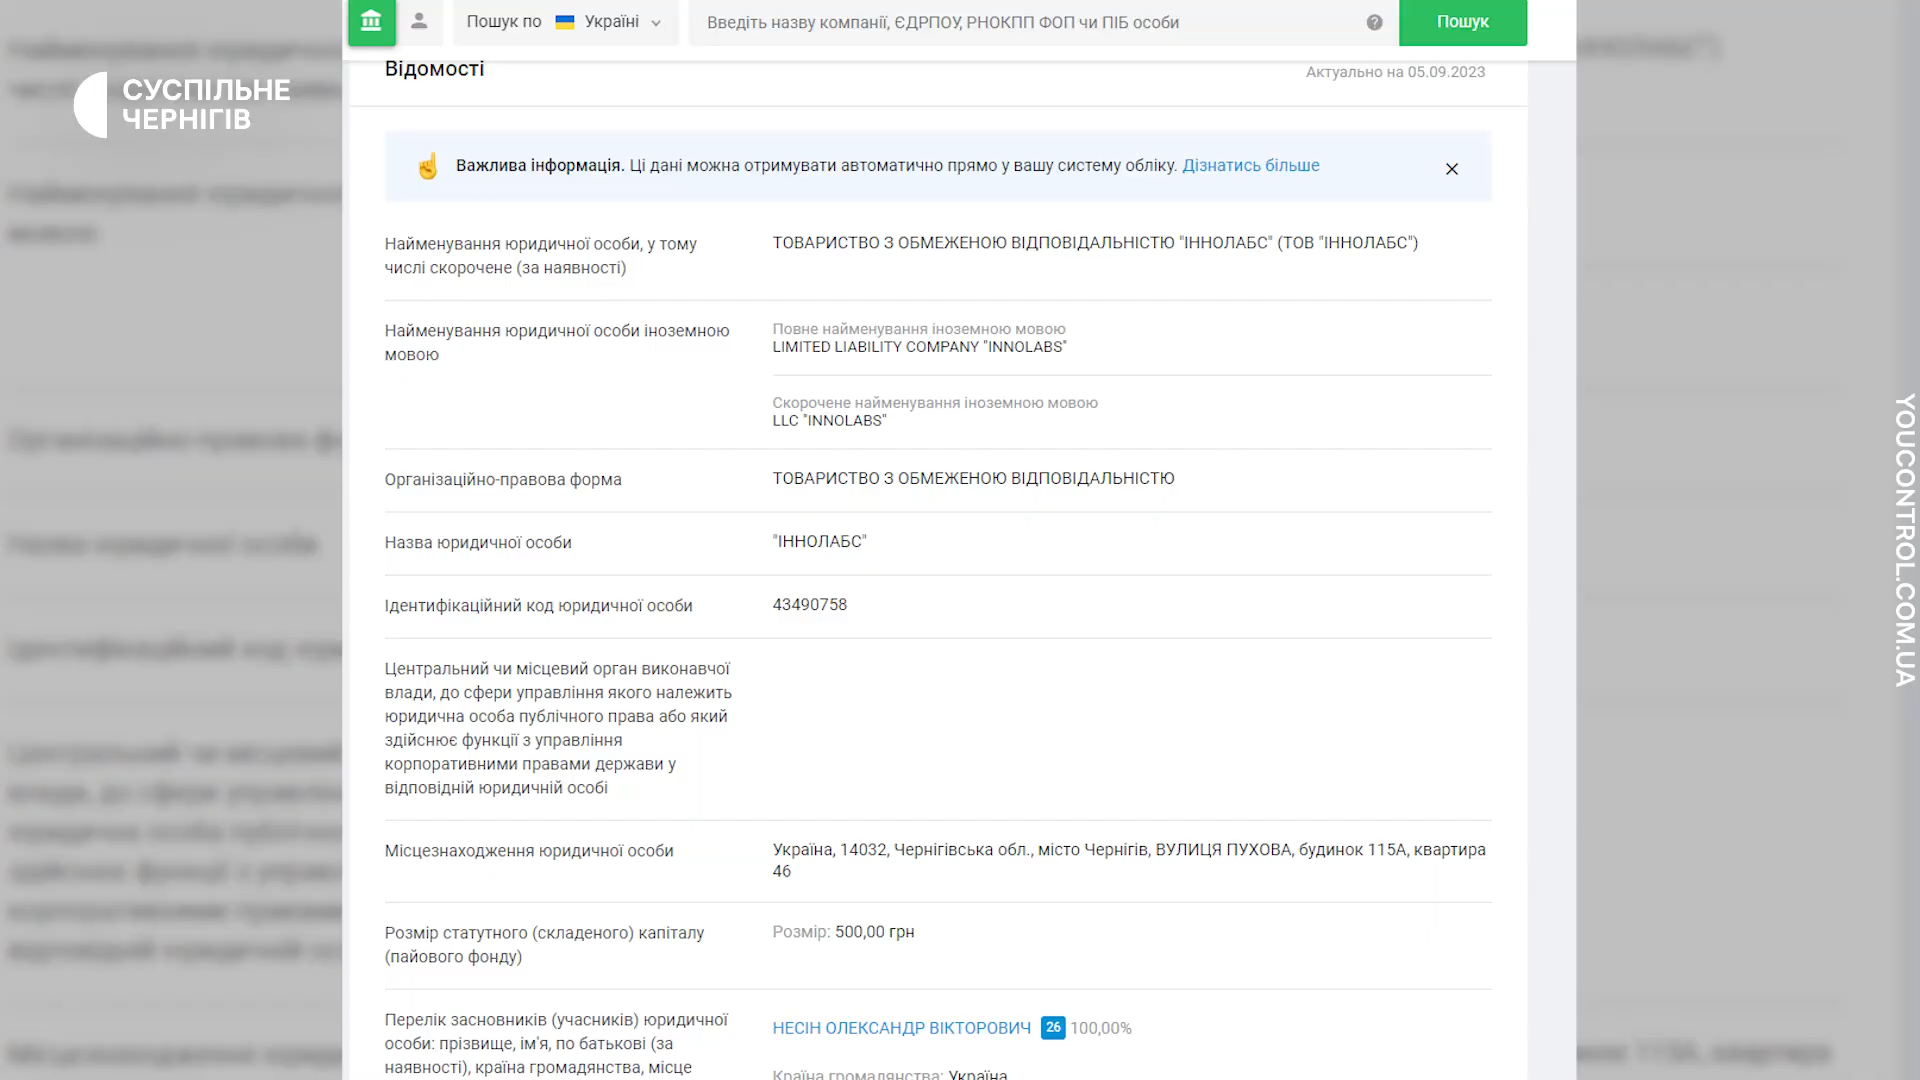 Пошук по Україні
Введіть назву компанії, ЄДРПОУ, РНОКПП ФОП чи ПІБ особи
Пошук
Відомості
Актуально на 05.09.2023
СУСПІЛЬНЕ
ЧЕРНІГІВ
Важлива інформація. Ці дані можна отримувати автоматично прямо у вашу систему обліку. Дізнатись більше
Найменування юридичної особи, у тому
числі скорочене (за наявності)
ТОВАРИСТВО З ОБМЕЖЕНОЮ ВІДПОВІДАЛЬНІСТЮ "ІННОЛАБС" (ТОВ "ІННОЛАБС")
Найменування юридичної особи іноземною
мовою
Повне найменування іноземною мовою
LIMITED LIABILITY COMPANY "INNOLABS"
Скорочене найменування іноземною мовою
LLC "INNOLABS"
Організаційно-правова форма
ТОВАРИСТВО З ОБМЕЖЕНОЮ ВІДПОВІДАЛЬНІСТЮ
Назва юридичної особи
"ІННОЛАБС"
Ідентифікаційний код юридичної особи
43490758
Центральний чи місцевий орган виконавчої
влади, до сфери управління якого належить
юридична особа публічного права або який
здійснює функції з управління
корпоративними правами держави у
відповідній юридичній особі
Місцезнаходження юридичної особи
Україна, 14032, Чернігівська обл., місто Чернігів, ВУЛИЦЯ ПУХОВА, будинок 115А, квартира
46
Розмір статутного (складеного) капіталу
(пайового фонду)
Розмір: 500,00 грн
Перелік засновників (учасників) юридичної
особи: прізвище, ім'я, по батькові (за
наявності), країна громадянства, місце
НЕСІН ОЛЕКСАНДР ВІКТОРОВИЧ 26 100,00%
Країна громадянства: Україна
YOUCONTROL.COM.UA